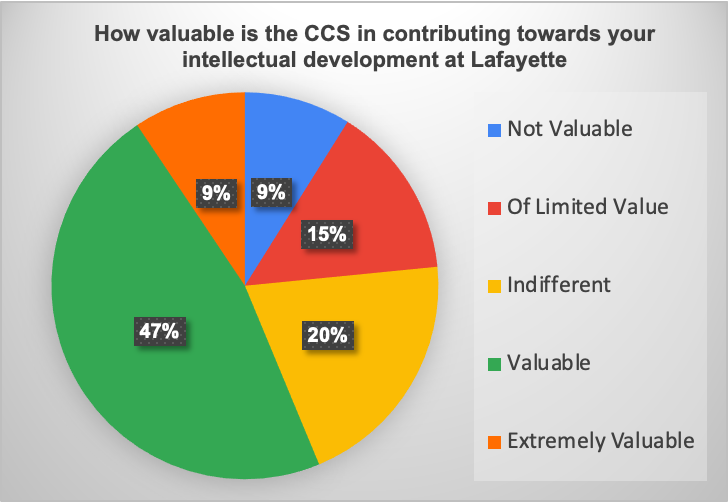 How valuable is the CCS in contributing towards your
intellectual development at Lafayette
Not Valuable
Of Limited Value
Indifferent
Valuable
Extremely Valuable
9%
9%
15%
20%
47%